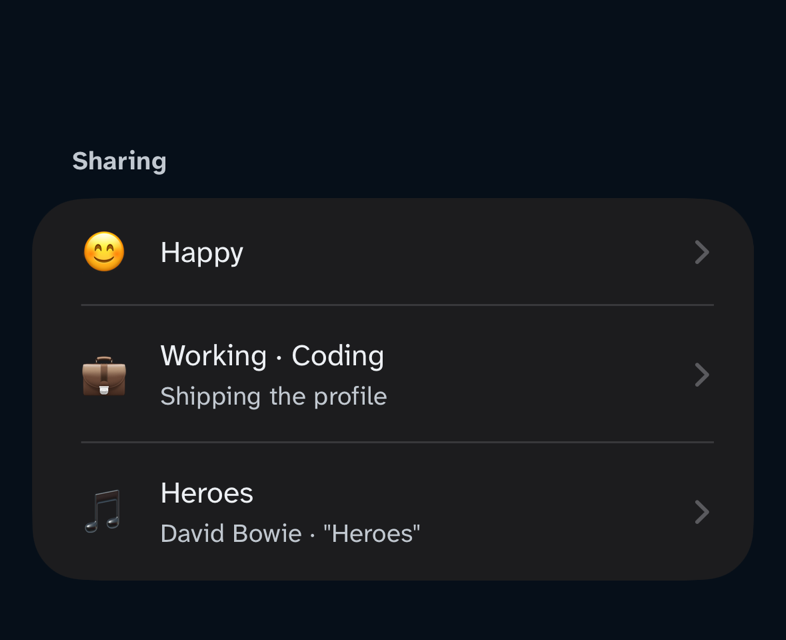 Sharing
Happy
Working · Coding
Shipping the profile
Heroes
David Bowie · "Heroes"